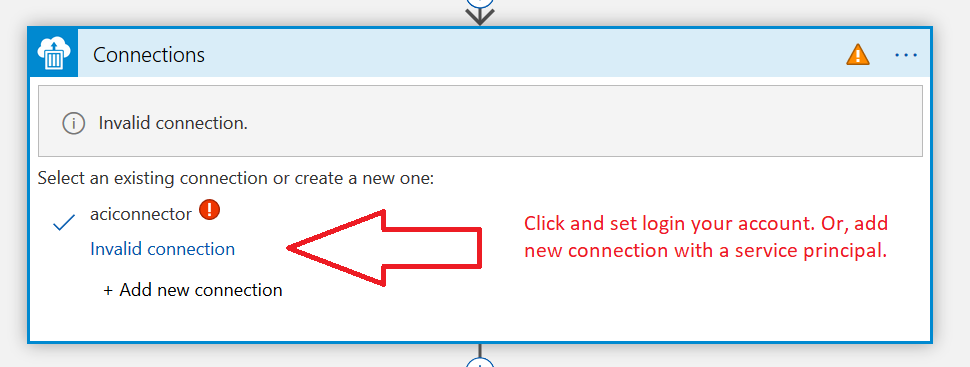 Connections
Invalid connection.
Select an existing connection or create a new one:
aciconnector
Invalid connection
Click and set login your account. Or, add
new connection with a service principal.
+ Add new connection